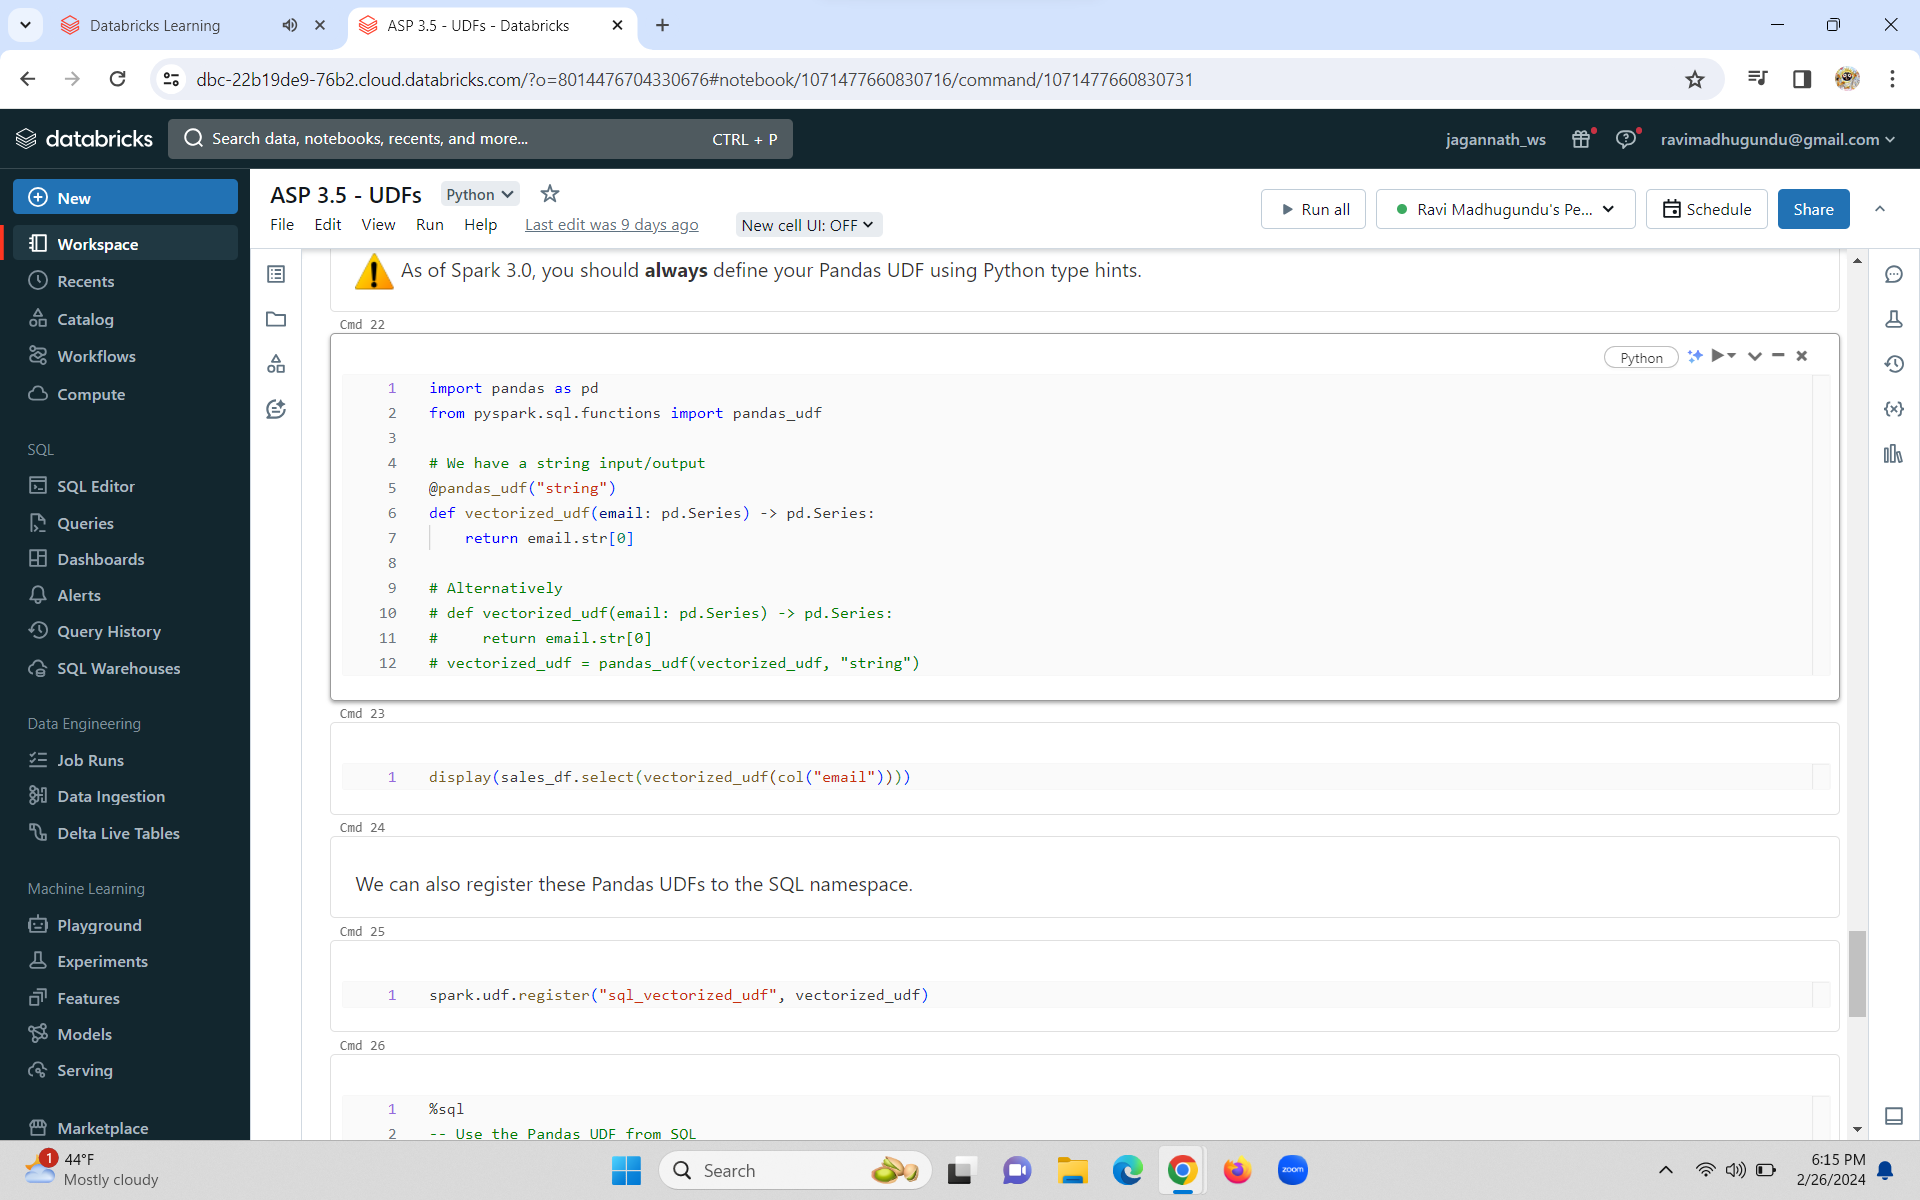 Databricks Learning
ASP 3.5 - UDFs - Databricks
dbc-22b19de9-76b2.cloud.databricks.com/?o=8014476704330676#notebook/1071477660830716/command/1071477660830731
databricks
Search data, notebooks, recents, and more...
CTRL + P
jagannath_ws
ravimadhugundu@gmail.com
New
Workspace
Recents
Catalog
Workflows
Compute
SQL
SQL Editor
Queries
Dashboards
Alerts
Query History
SQL Warehouses
Data Engineering
Job Runs
Data Ingestion
Delta Live Tables
Machine Learning
Playground
Experiments
Features
Models
Serving
Marketplace
ASP 3.5 - UDFs
Python
File Edit View Run Help Last edit was 9 days ago New cell UI: OFF
Run all
Ravi Madhugundu's Pe...
Schedule
Share
As of Spark 3.0, you should always define your Pandas UDF using Python type hints.
Cmd 22
Python
1 import pandas as pd
2 from pyspark.sql.functions import pandas_udf
3
4 # We have a string input/output
5 @pandas_udf("string")
6 def vectorized_udf(email: pd.Series) -> pd.Series:
7 return email.str[0]
8
9 # Alternatively
10 # def vectorized_udf(email: pd.Series) -> pd.Series:
11 #     return email.str[0]
12 # vectorized_udf = pandas_udf(vectorized_udf, "string")
Cmd 23
1 display(sales_df.select(vectorized_udf(col("email"))))
Cmd 24
We can also register these Pandas UDFs to the SQL namespace.
Cmd 25
1 spark.udf.register("sql_vectorized_udf", vectorized_udf)
Cmd 26
1 %sql
2 -- Use the Pandas UDF from SQL
1
44°F
Mostly cloudy
Search
zoom
6:15 PM
2/26/2024